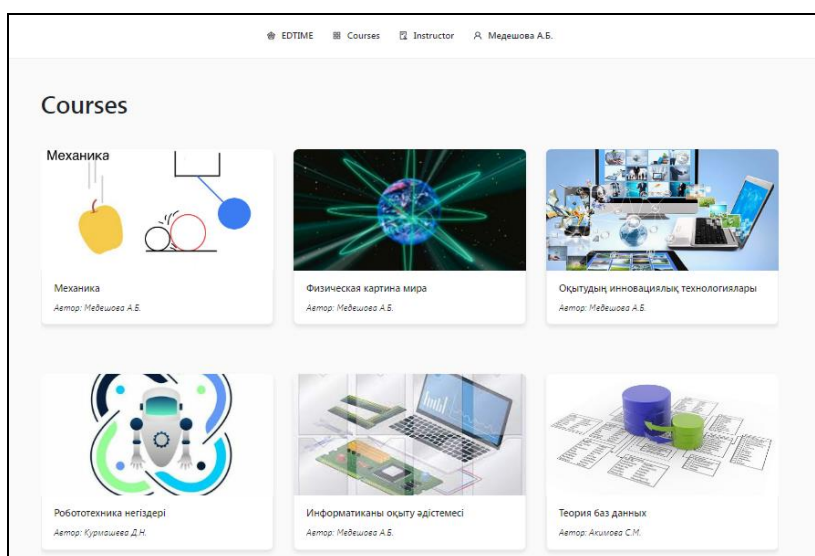 EDTIME Courses Instructor Медешова А.Б.
Courses
Механика
Механика
Автор: Медешова А.Б.
Физическая картина мира
Автор: Медешова А.Б.
Оқытудың инновациялық технологиялары
Автор: Медешова А.Б.
Робототехника негіздері
Автор: Курмашева Д.Н.
Информатиканы оқыту әдістемесі
Автор: Медешова А.Б.
Теория баз данных
Автор: Акимова С.М.